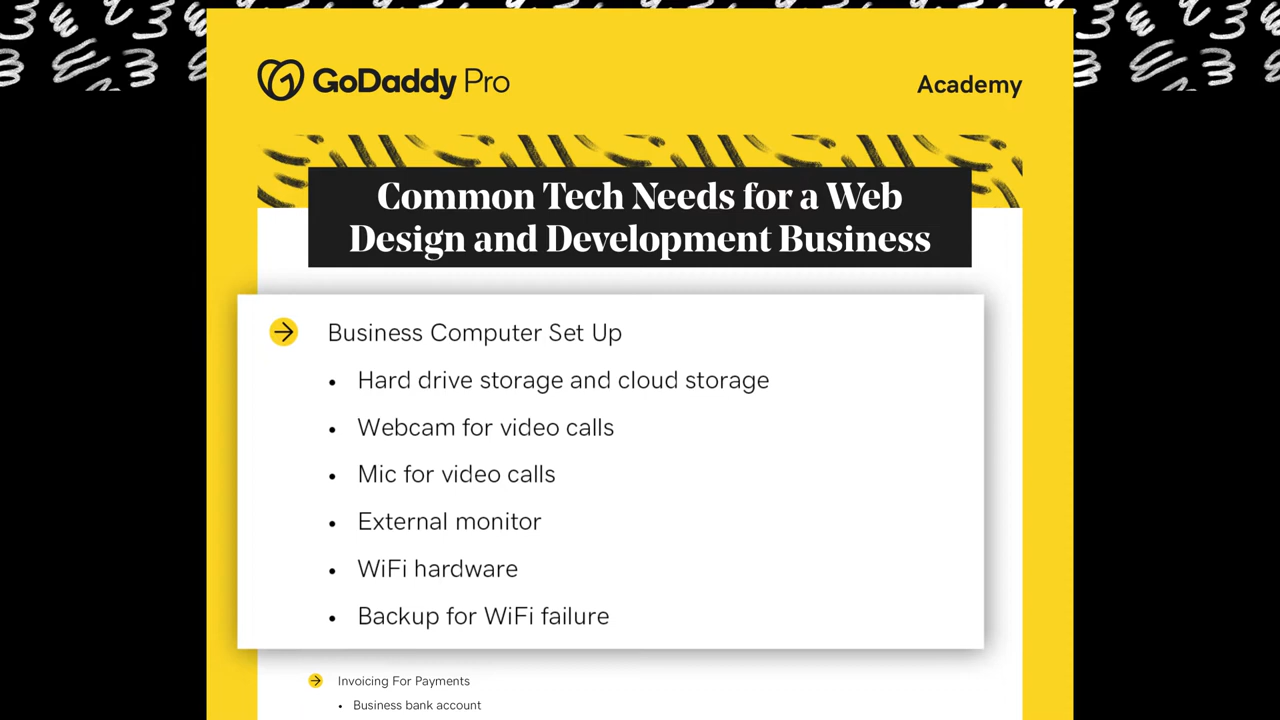 GoDaddy Pro
Academy
Common Tech Needs for a Web
Design and Development Business
Business Computer Set Up
• Hard drive storage and cloud storage
• Webcam for video calls
• Mic for video calls
• External monitor
• WiFi hardware
• Backup for WiFi failure
Invoicing For Payments
• Business bank account